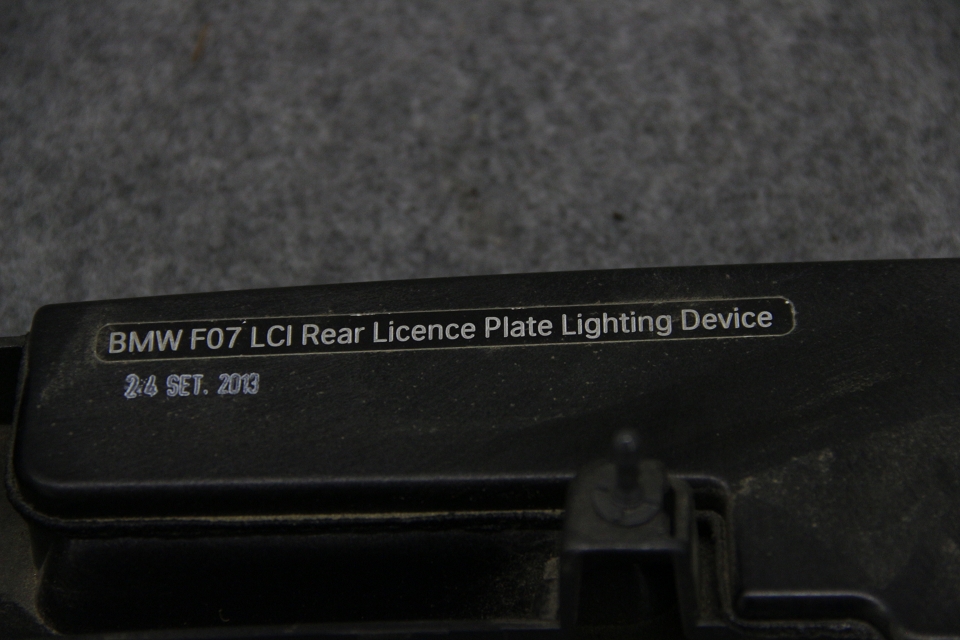 BMW F07 LCI Rear Licence Plate Lighting Device
24 SET. 2013